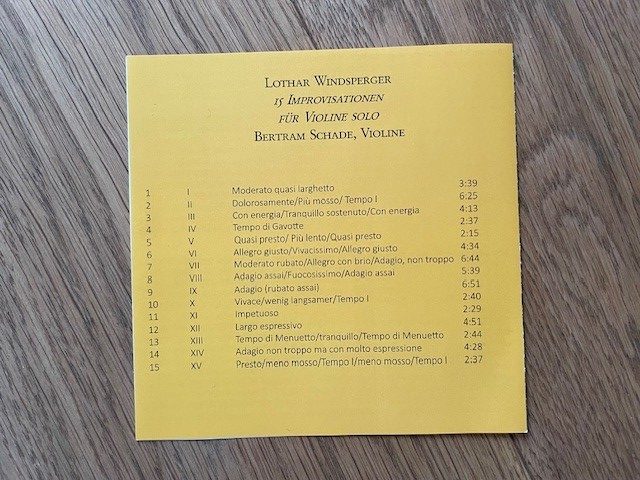 LOTHAR WINDSPERGER
15 IMPROVISATIONEN
FÜR VIOLINE SOLO
BERTRAM SCHADE, VIOLINE
1 I Moderato quasi larghetto 3:39
2 II Dolorosamente/Più mosso/ Tempo I 6:25
3 III Con energia/Tranquillo sostenuto/Con energia 4:13
4 IV Tempo di Gavotte 2:37
5 V Quasi presto/ Più lento/Quasi presto 2:15
6 VI Allegro giusto/Vivacissimo/Allegro giusto 4:34
7 VII Moderato rubato/Allegro con brio/Adagio, non troppo 6:44
8 VIII Adagio assai/Fuocosissimo/Adagio assai 5:39
9 IX Adagio (rubato assai) 6:51
10 X Vivace/wenig langsamer/Tempo I 2:40
11 XI Impetuoso 2:29
12 XII Largo espressivo 4:51
13 XIII Tempo di Menuetto/tranquillo/Tempo di Menuetto 2:44
14 XIV Adagio non troppo ma con molto espressione 4:28
15 XV Presto/meno mosso/Tempo I/meno mosso/Tempo I 2:37